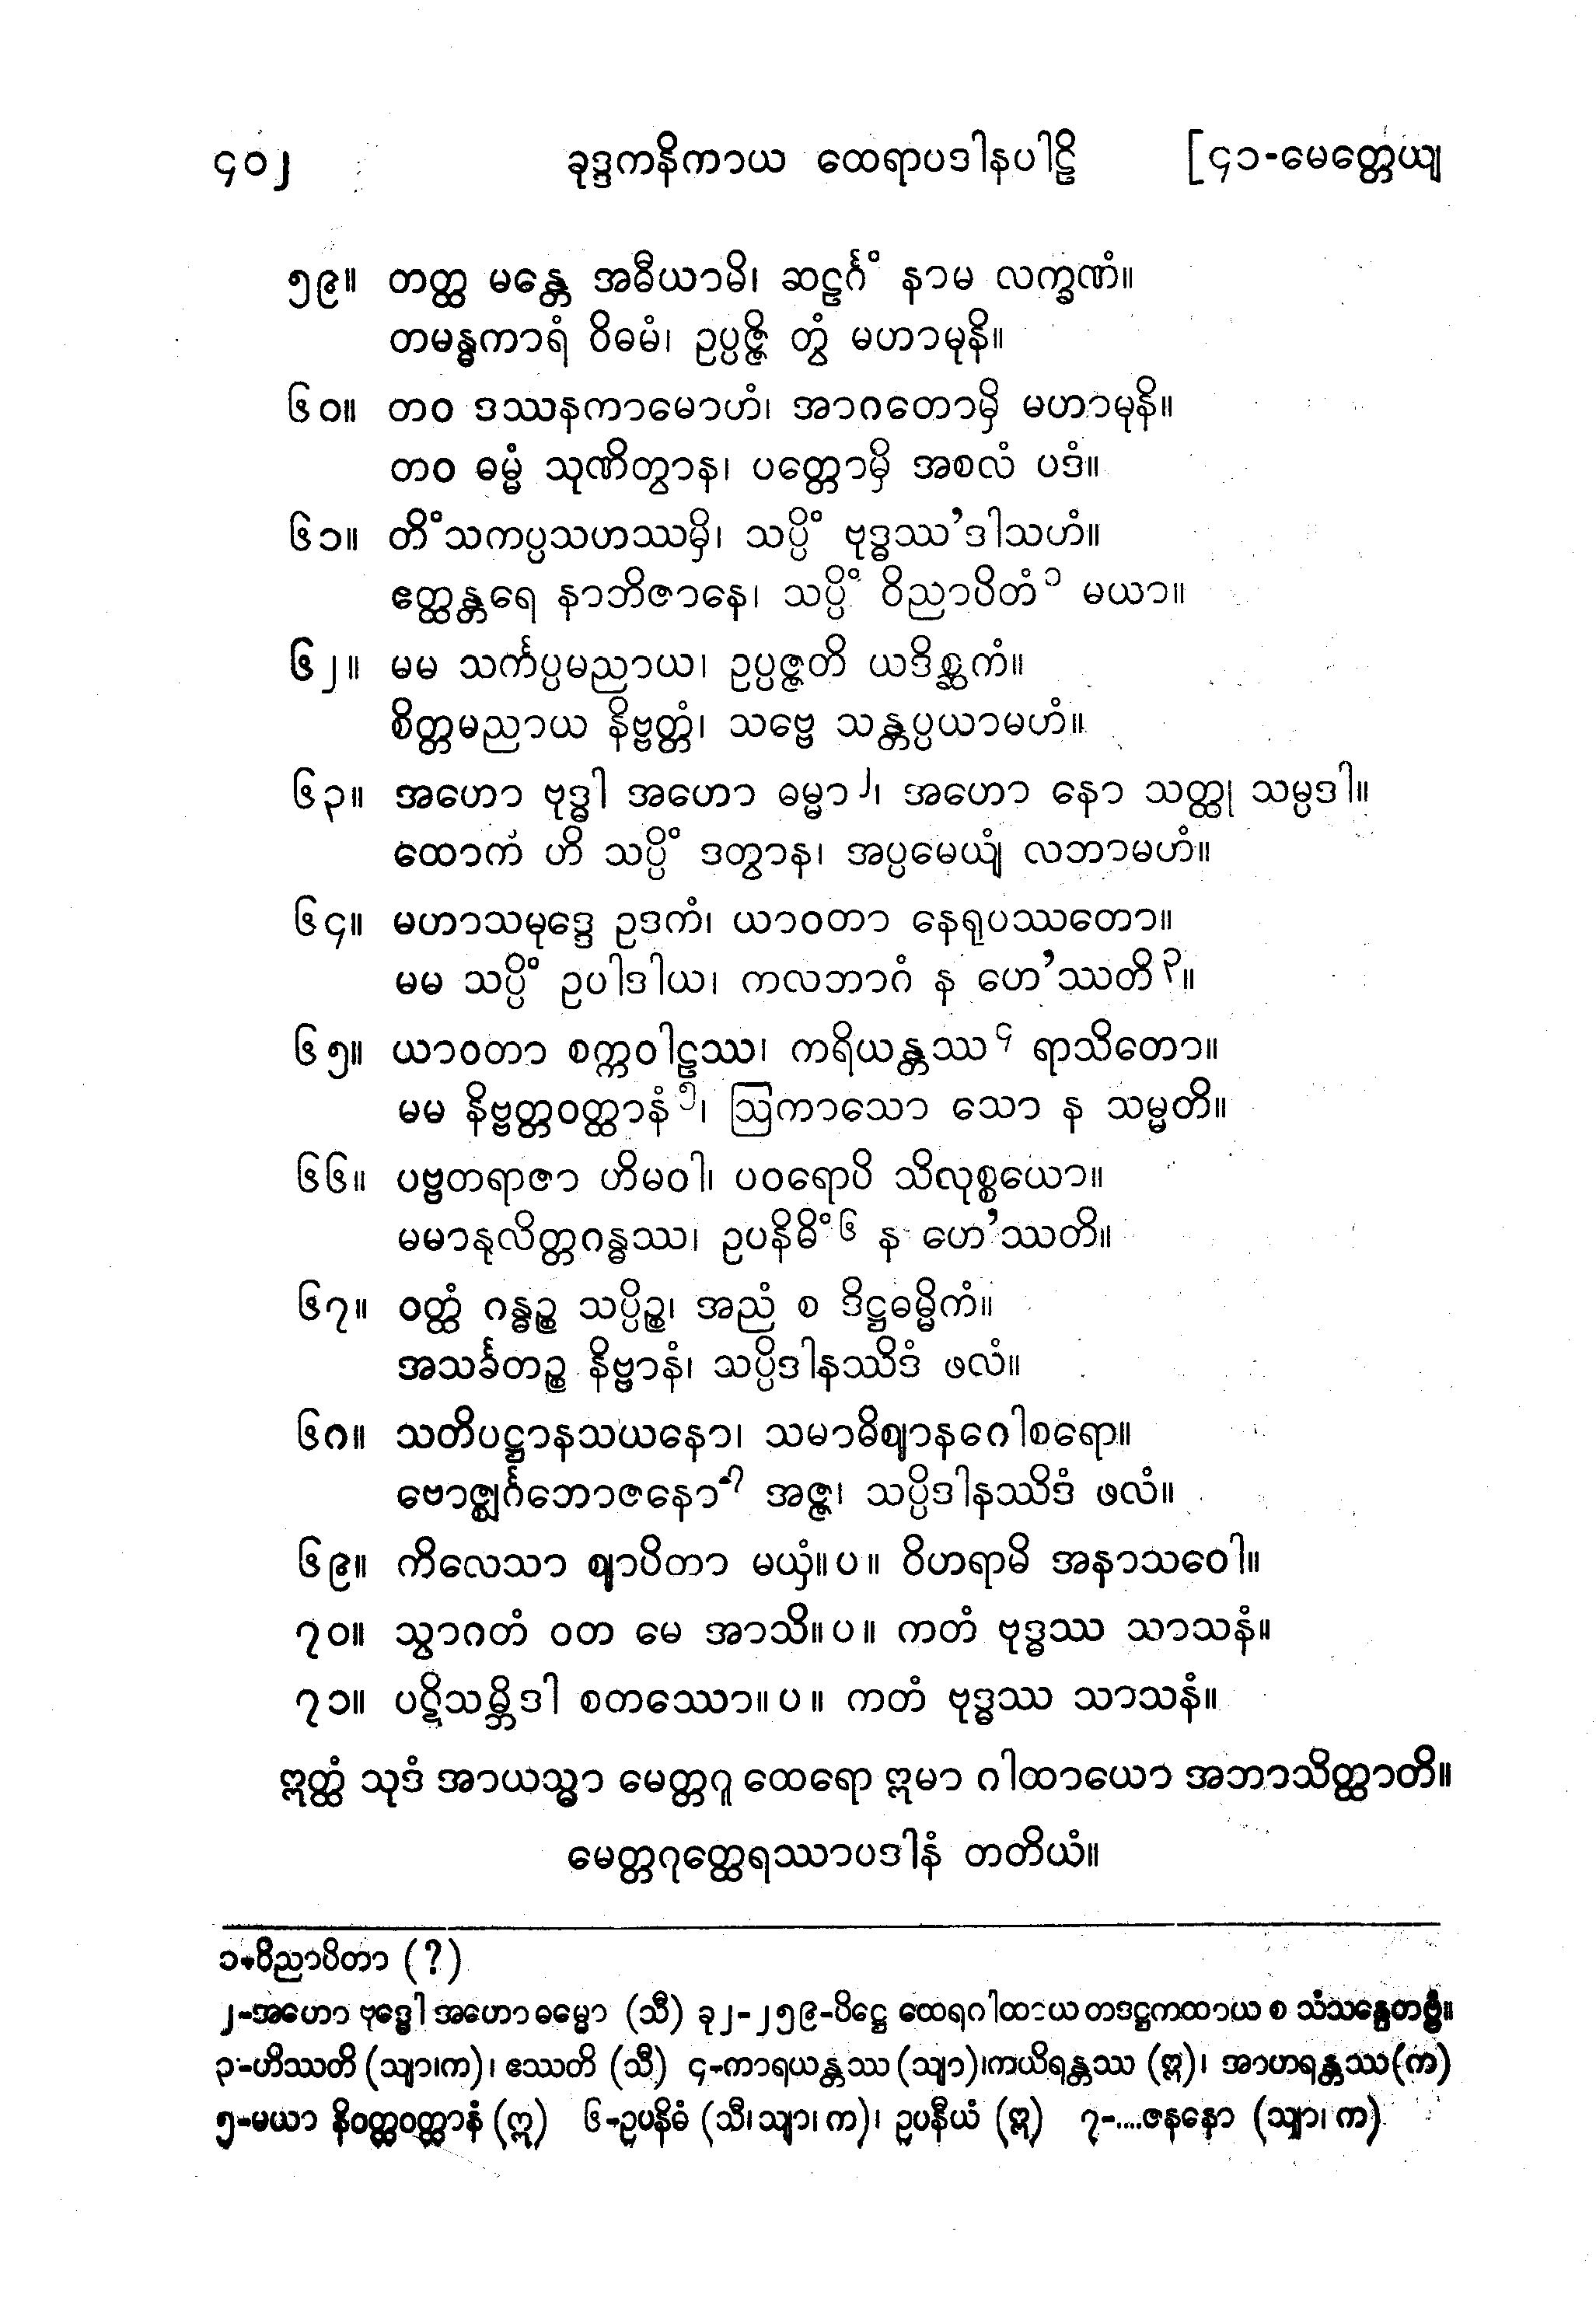 ၄၀၂ ခုဒ္ဒကနိကာယ ထေရာပဒါနပါဠိ [၄၁-မေတ္တေယျ
၅၉။ တတ္ထ မန္တေ အဓီယာမိ၊ ဆဠင်္ဂံ နာမ လက္ခဏံ။
တမန္ဓကာရံ ဝိဓမံ၊ ဥပ္ပဇ္ဇိ တွံ မဟာမုနိ။
၆၀။ တဝ ဒဿနကာမောဟံ၊ အာဂတောမှိ မဟာမုနိ။
တဝ ဓမ္မံ သုဏိတွာန၊ ပတ္တောမှိ အစလံ ပဒံ။
၆၁။ တိံသကပ္ပသဟဿမှိ၊ သပ္ပိံ ဗုဒ္ဓဿ’ဒါသဟံ။
ဧတ္ထန္တရေ နာဘိဇာနေ၊ သပ္ပိံ ဝိညာပိတံ၁ မယာ။
၆၂။ မမ သင်္ကပ္ပမညာယ၊ ဥပ္ပဇ္ဇတိ ယဒိစ္ဆကံ။
စိတ္တမညာယ နိဗ္ဗတ္တံ၊ သဗ္ဗေ သန္တပ္ပယာမဟံ။
၆၃။ အဟော ဗုဒ္ဓါ အဟော ဓမ္မာ၂၊ အဟော နော သတ္ထု သမ္ပဒါ။
ထောကံ ဟိ သပ္ပိံ ဒတွာန၊ အပ္ပမေယျံ လဘာမဟံ။
၆၄။ မဟာသမုဒ္ဒေ ဥဒကံ၊ ယာဝတာ နေရုပဿတော။
မမ သပ္ပိံ ဥပါဒါယ၊ ကလဘာဂံ န ဟေ’ဿတိ၃။
၆၅။ ယာဝတာ စက္ကဝါဠဿ၊ ကရိယန္တဿ၄ ရာသိတော။
မမ နိဗ္ဗတ္တဝတ္ထာနံ၅၊ ဩကာသော သော န သမ္မတိ။
၆၆။ ပဗ္ဗတရာဇာ ဟိမဝါ၊ ပဝရောပိ သိလုစ္စယော။
မမာနုလိတ္တဂန္ဓဿ၊ ဥပနိဓိံ၆ န ဟေ’ဿတိ။
၆၇။ ဝတ္ထံ ဂန္ဓဉ္စ သပ္ပိဉ္စ၊ အညံ စ ဒိဋ္ဌဓမ္မိကံ။
အသင်္ခတဉ္စ နိဗ္ဗာနံ၊ သပ္ပိဒါနဿိဒံ ဖလံ။
၆၈။ သတိပဋ္ဌာနသယနော၊ သမာဓိဈာနဂေါစရော။
ဗောဇ္ဈင်္ဂဘောဇနော၇ အဇ္ဇ၊ သပ္ပိဒါနဿိဒံ ဖလံ။
၆၉။ ကိလေသာ ဈာပိတာ မယှံ။ပ။ ဝိဟရာမိ အနာသဝေါ။
၇၀။ သွာဂတံ ဝတ မေ အာသိ။ပ။ ကတံ ဗုဒ္ဓဿ သာသနံ။
၇၁။ ပဋိသမ္ဘိဒါ စတဿော။ပ။ ကတံ ဗုဒ္ဓဿ သာသနံ။
ဣတ္ထံ သုဒံ အာယသ္မာ မေတ္တဂူ ထေရော ဣမာ ဂါထာယော အဘာသိတ္ထာတိ။
မေတ္တဂုတ္ထေရဿာပဒါနံ တတိယံ။
၁-ဝိညာပိတာ (?)
၂-အဟော ဗုဒ္ဓေါ အဟော ဓမ္မော (သီ) ခု၂-၂၅၉-ပိဋ္ဌေ ထေရဂါထာယ တဒဋ္ဌကထာယ စ သံသန္ဒေတဗ္ဗံ။
၃-ဟိဿတိ (သျာ၊က)၊ ဧဿတိ (သီ) ၄-ကာရယန္တဿ (သျာ)၊ကယိရန္တဿ (ဣ)၊ အာဟရန္တဿ(က)
၅-မယာ နိဝတ္ထဝတ္ထာနံ (ဣ) ၆-ဥပနိဓံ (သီ၊သျာ၊က)၊ ဥပနီယံ (ဣ) ၇-....ဇနနော (သျာ၊က)